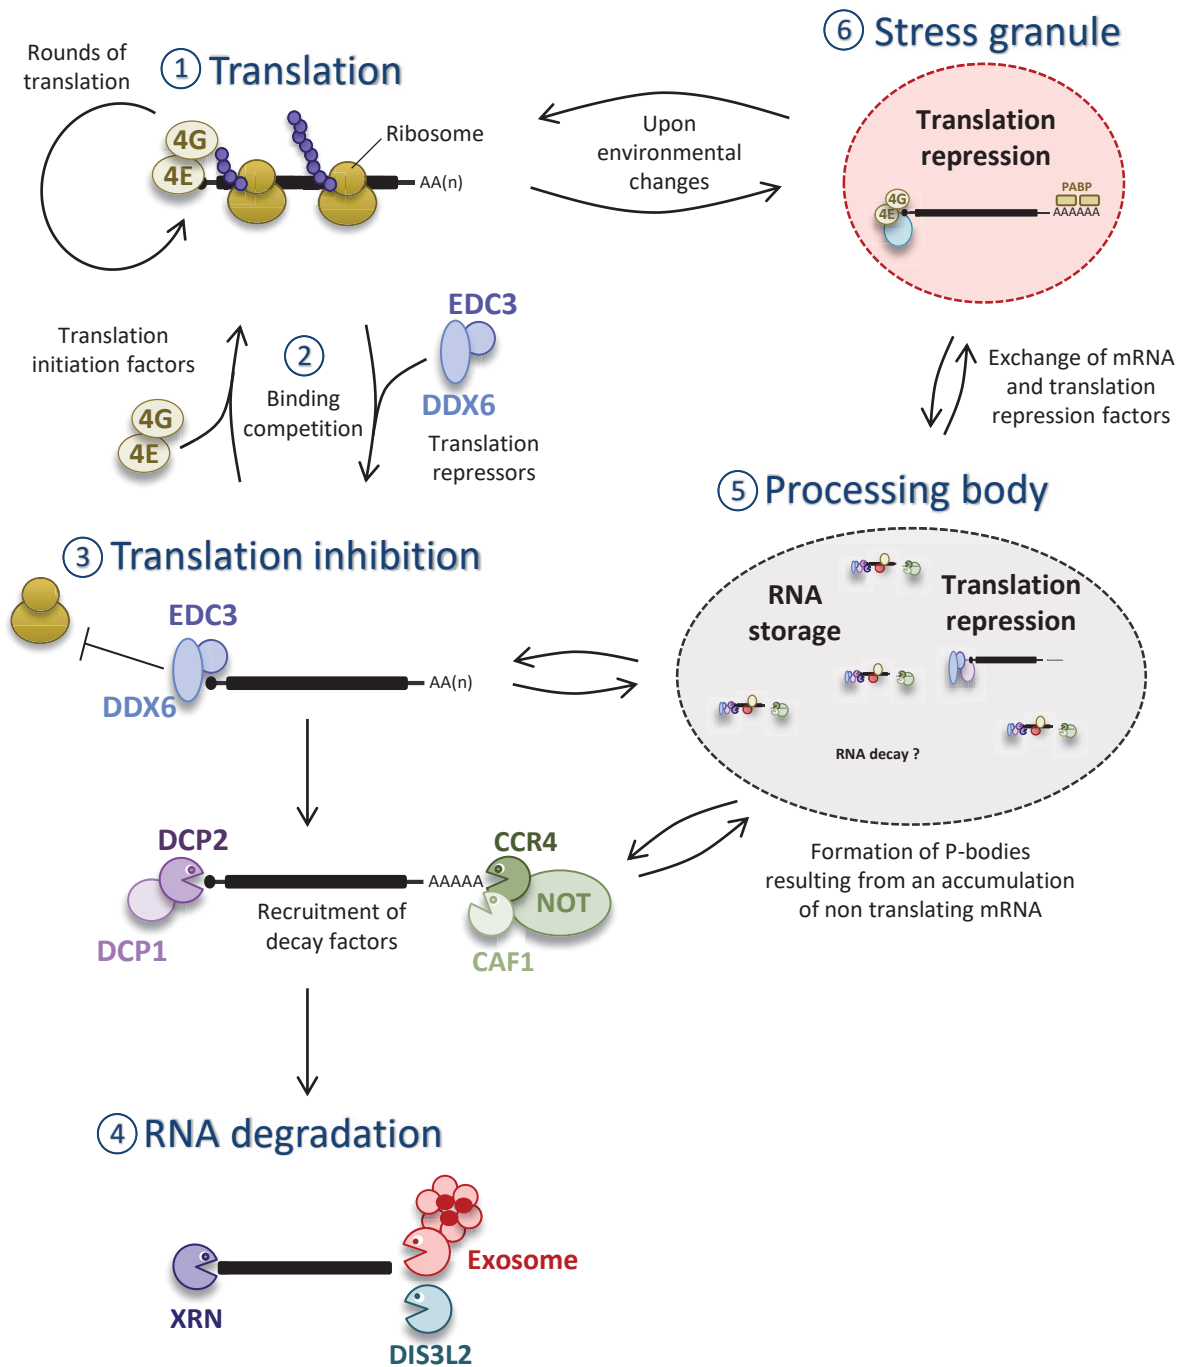 Rounds of
translation
1 Translation
4G
4E
Ribosome
AA(n)
Upon
environmental
changes
6 Stress granule
Translation
repression
4G
4E
PABP
AAAAAA
Translation
initiation factors
4G
4E
2
Binding
competition
EDC3
DDX6
Translation
repressors
Exchange of mRNA
and translation
repression factors
3 Translation inhibition
EDC3
DDX6
AA(n)
5 Processing body
RNA
storage
Translation
repression
RNA decay ?
Formation of P-bodies
resulting from an accumulation
of non translating mRNA
DCP2
DCP1
AAAAA
Recruitment of
decay factors
CCR4
NOT
CAF1
4 RNA degradation
XRN
Exosome
DIS3L2